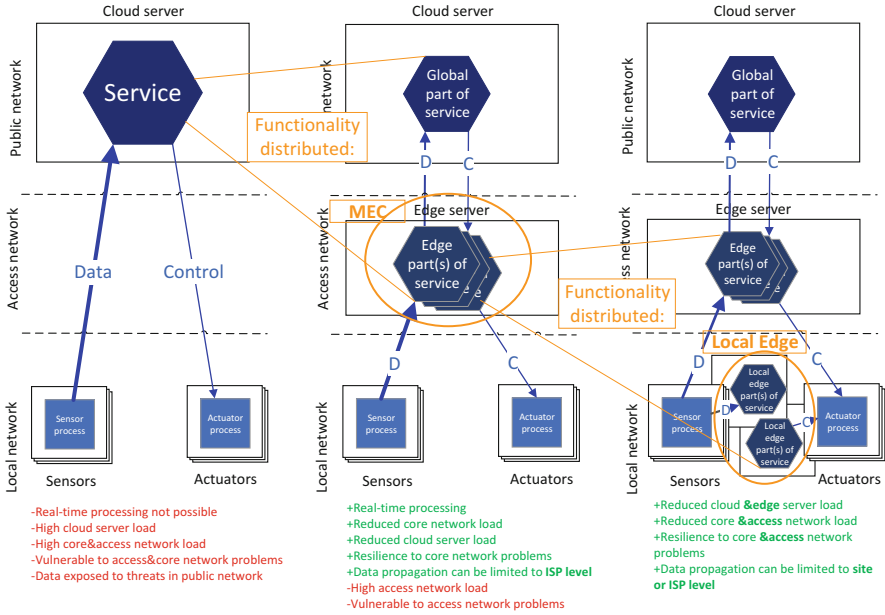 Cloud server
Public network
Service
Access network
Data
Control
Local network
Sensor
process
Actuator
process
Sensors
Actuators
-Real-time processing not possible
-High cloud server load
-High core&access network load
-Vulnerable to access&core network problems
-Data exposed to threats in public network
Cloud server
Global
part of
service
Functionality
distributed:
D
C
MEC
Edge server
Access network
Edge
part(s) of
service
D
C
Local network
Sensor
process
Actuator
process
Sensors
Actuators
+Real-time processing
+Reduced core network load
+Reduced cloud server load
+Resilience to core network problems
+Data propagation can be limited to ISP level
-High access network load
-Vulnerable to access network problems
Cloud server
Public network
Global
part of
service
D
C
Edge server
Edge
part(s) of
service
Functionality
distributed:
D
C
Local Edge
Local network
Sensor
process
D
Local
edge
part(s) of
service
Local
edge
part(s) of
service
C
Actuator
process
Sensors
Actuators
+Reduced cloud &edge server load
+Reduced core &access network load
+Resilience to core &access network
problems
+Data propagation can be limited to site
or ISP level